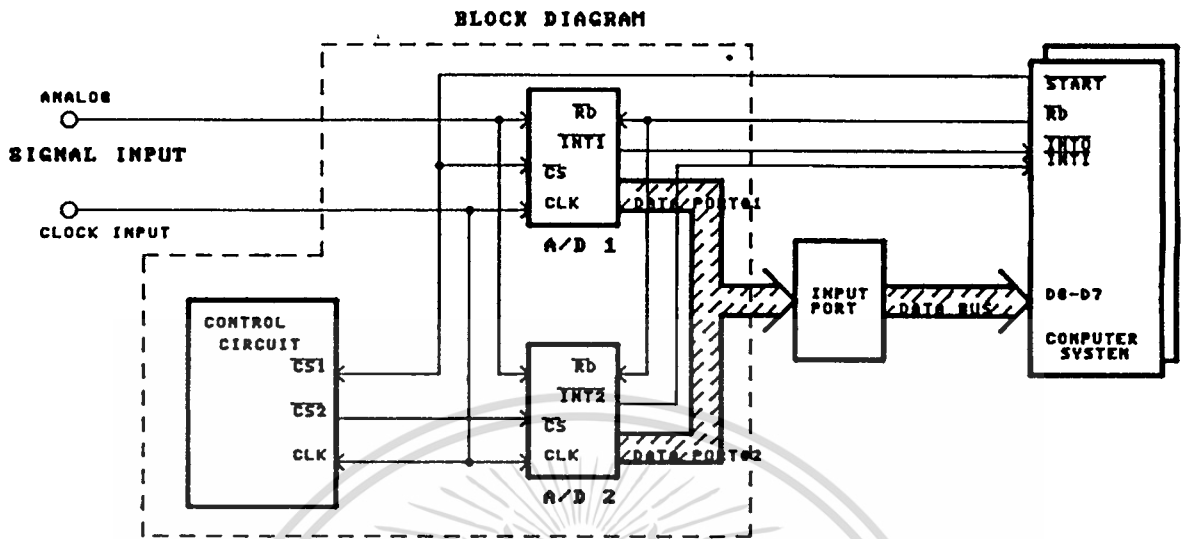 BLOCK DIAGRAM
ANALOG
SIGNAL INPUT
CLOCK INPUT
Rd
INT1
CS
CLK
DATA PORT#1
A/D 1
START
Rd
INT0
INT1
D0-D7
COMPUTER
SYSTEM
INPUT
PORT
DATA BUS
CONTROL
CIRCUIT
CS1
CS2
CLK
Rd
INT2
CS
CLK
DATA PORT#2
A/D 2